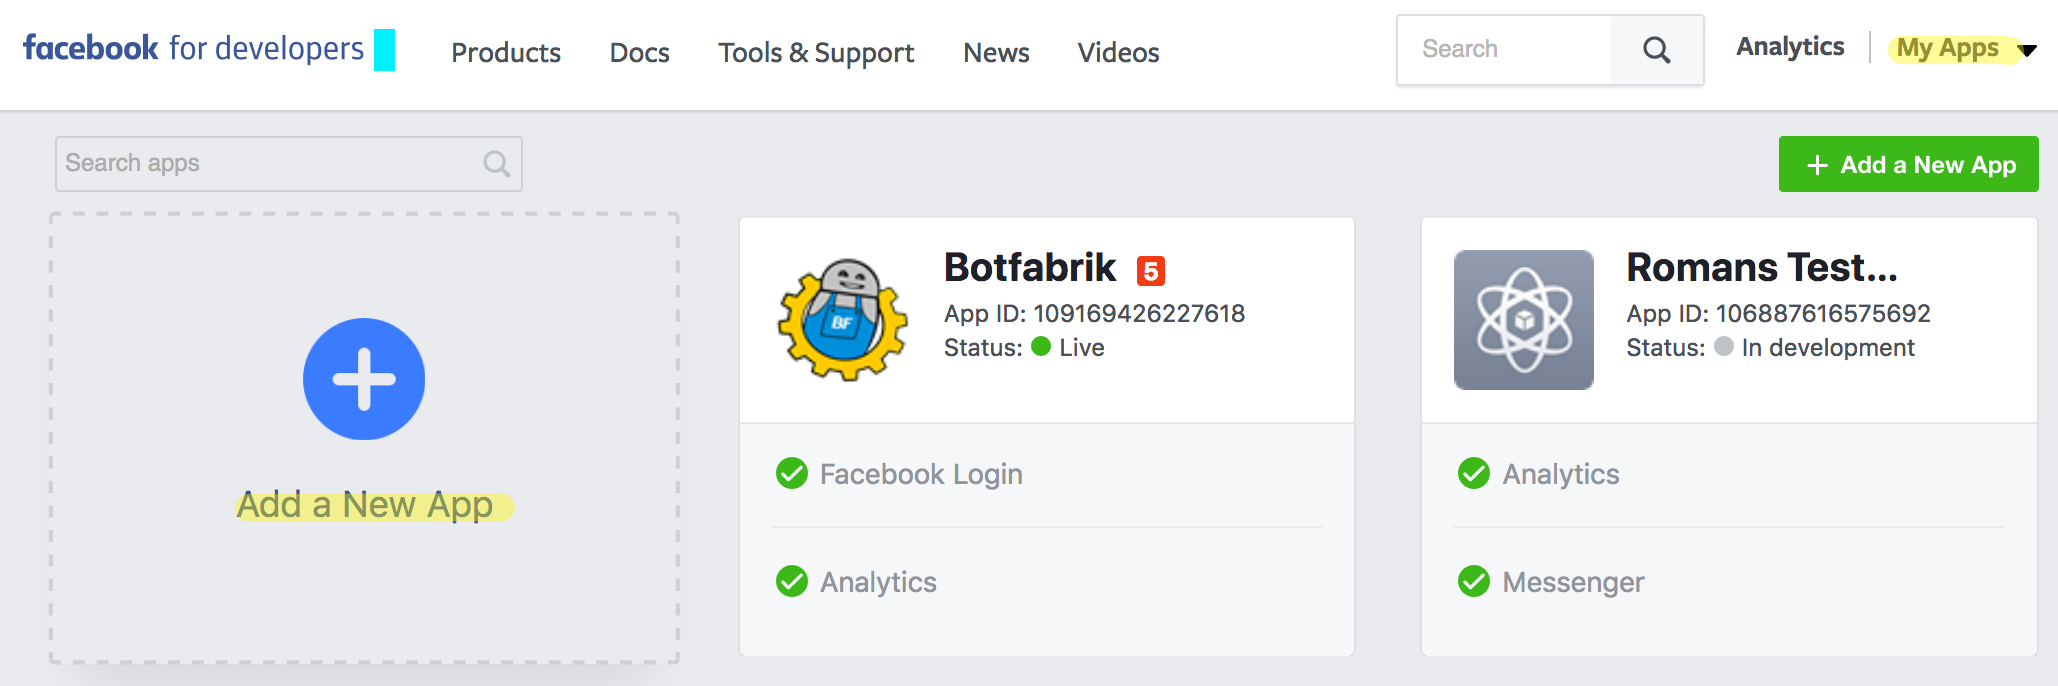 facebook for developers
Products Docs Tools & Support News Videos
Search
Analytics My Apps
Search apps
+ Add a New App
Add a New App
Botfabrik 5
App ID: 109169426227618
Status: Live
BF
Facebook Login
Analytics
Romans Test...
App ID: 106887616575692
Status: In development
Analytics
Messenger